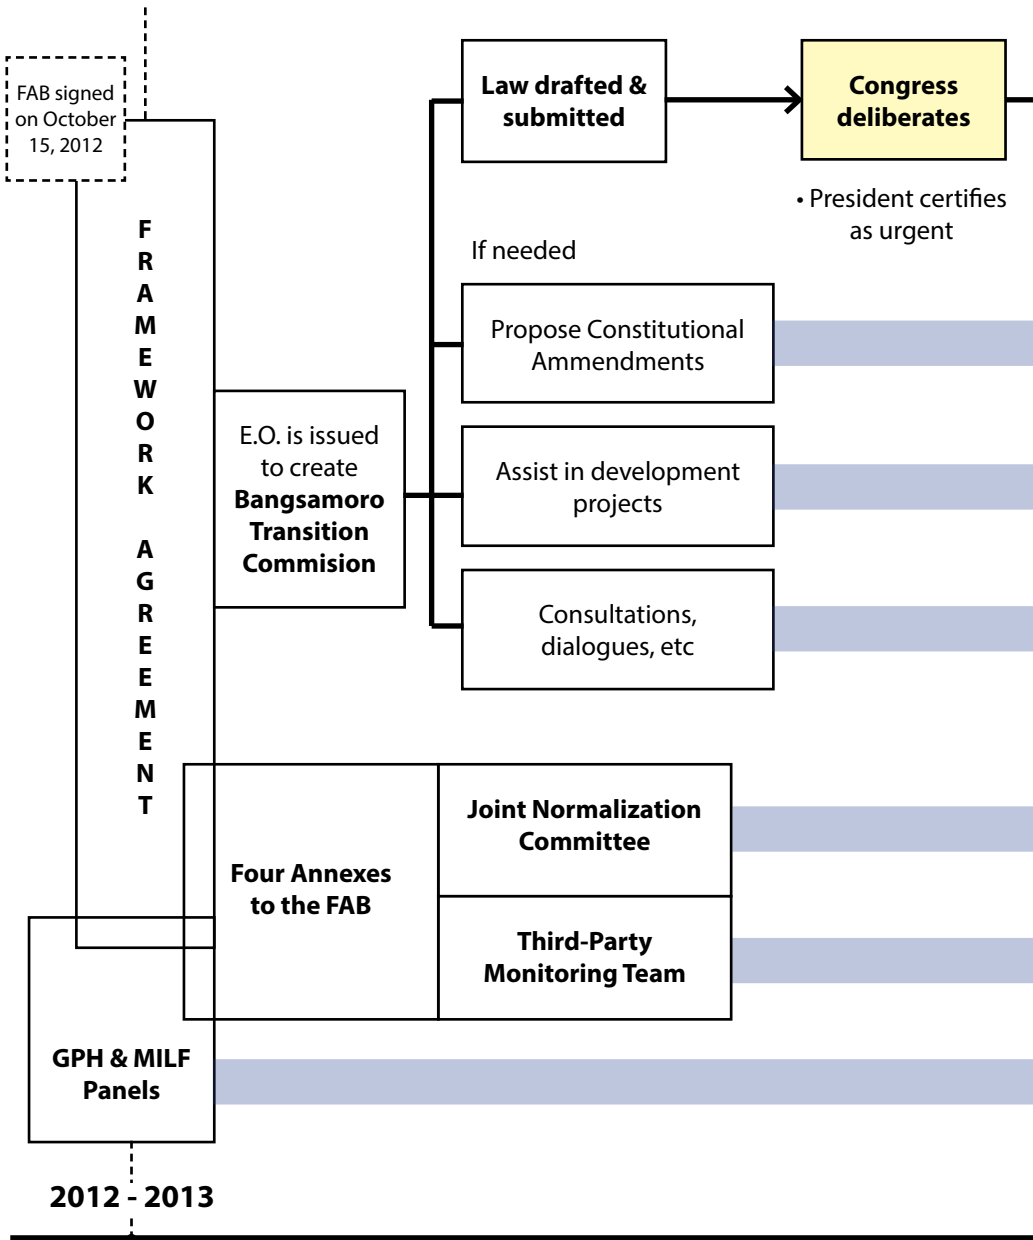 FAB signed
on October
15, 2012
FRAMEWORK AGREEMENT
E.O. is issued
to create
Bangsamoro
Transition
Commision
Law drafted &
submitted
Congress
deliberates
• President certifies
as urgent
If needed
Propose Constitutional
Ammendments
Assist in development
projects
Consultations,
dialogues, etc
Four Annexes
to the FAB
Joint Normalization
Committee
Third-Party
Monitoring Team
GPH & MILF
Panels
2012 - 2013